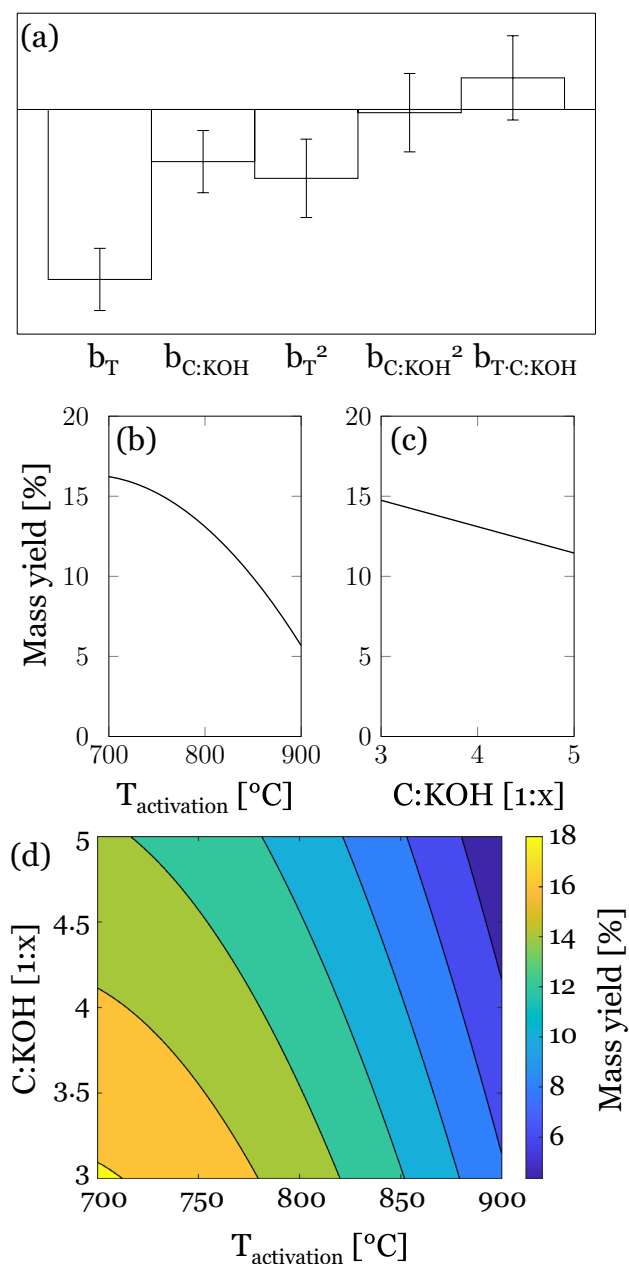 (a)
b_T b_C:KOH b_T² b_C:KOH² b_T·C:KOH
(b) (c)
Mass yield [%]
20 20
15 15
10 10
5 5
0 0
700 800 900 3 4 5
T_activation [°C] C:KOH [1:x]
(d)
C:KOH [1:x]
5
4.5
4
3.5
3
700 750 800 850 900
T_activation [°C]
18
16
14
12
10
8
6
Mass yield [%]